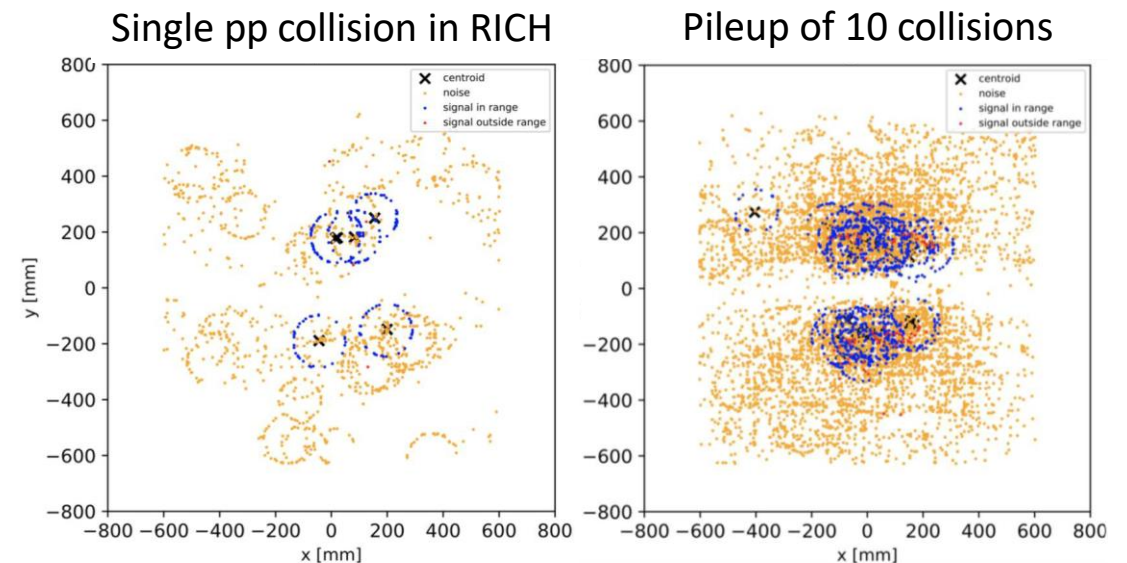 Single pp collision in RICH
Pileup of 10 collisions
800
600
400
200
0
−200
−400
−600
−800
y [mm]
−800 −600 −400 −200 0 200 400 600 800
x [mm]
centroid
noise
signal in range
signal outside range
800
600
400
200
0
−200
−400
−600
−800
−800 −600 −400 −200 0 200 400 600 800
x [mm]
centroid
noise
signal in range
signal outside range